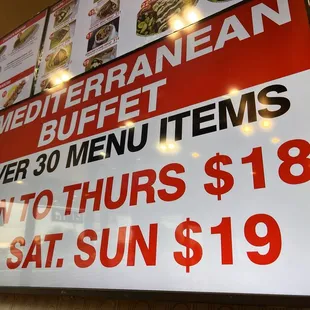 MEDITERRANEAN
BUFFET
VER 30 MENU ITEMS
N TO THURS $18
SAT. SUN $19